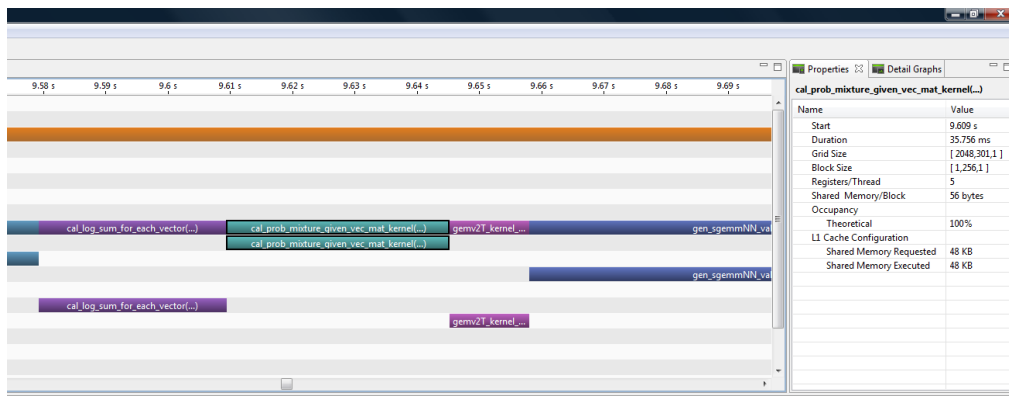 Properties Detail Graphs
9.58 s 9.59 s 9.6 s 9.61 s 9.62 s 9.63 s 9.64 s 9.65 s 9.66 s 9.67 s 9.68 s 9.69 s
cal_prob_mixture_given_vec_mat_kernel(...)
Name Value
Start 9.609 s
Duration 35.756 ms
Grid Size [ 2048,301,1 ]
Block Size [ 1,256,1 ]
Registers/Thread 5
Shared Memory/Block 56 bytes
Occupancy
Theoretical 100%
L1 Cache Configuration
Shared Memory Requested 48 KB
Shared Memory Executed 48 KB
cal_log_sum_for_each_vector(...) cal_prob_mixture_given_vec_mat_kernel(...) gemv2T_kernel_... gen_sgemmNN_val
cal_prob_mixture_given_vec_mat_kernel(...)
gen_sgemmNN_val
cal_log_sum_for_each_vector(...)
gemv2T_kernel_...